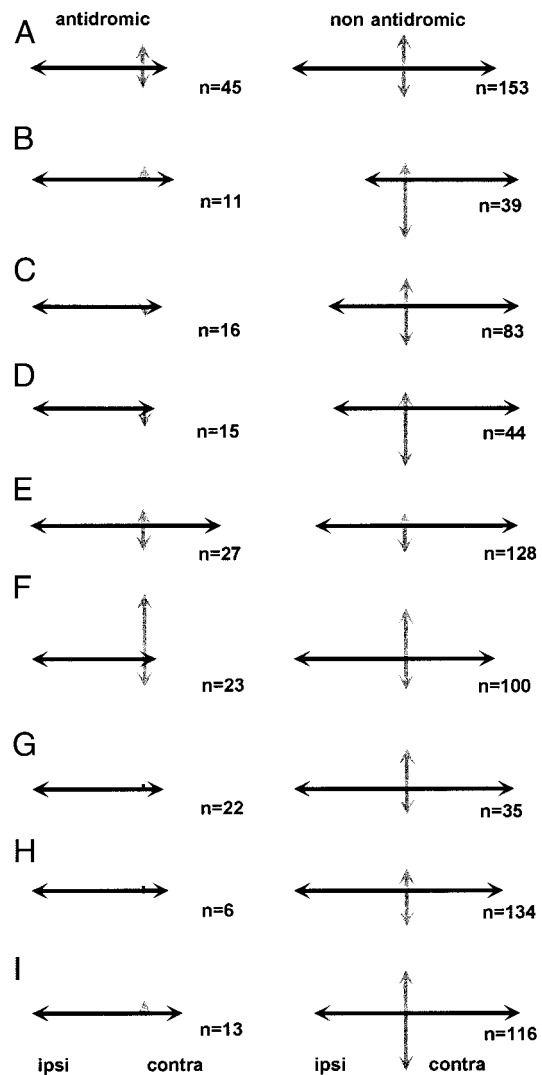 antidromic non antidromic
A
n=45 n=153
B
n=11 n=39
C
n=16 n=83
D
n=15 n=44
E
n=27 n=128
F
n=23 n=100
G
n=22 n=35
H
n=6 n=134
I
n=13 n=116
ipsi contra ipsi contra